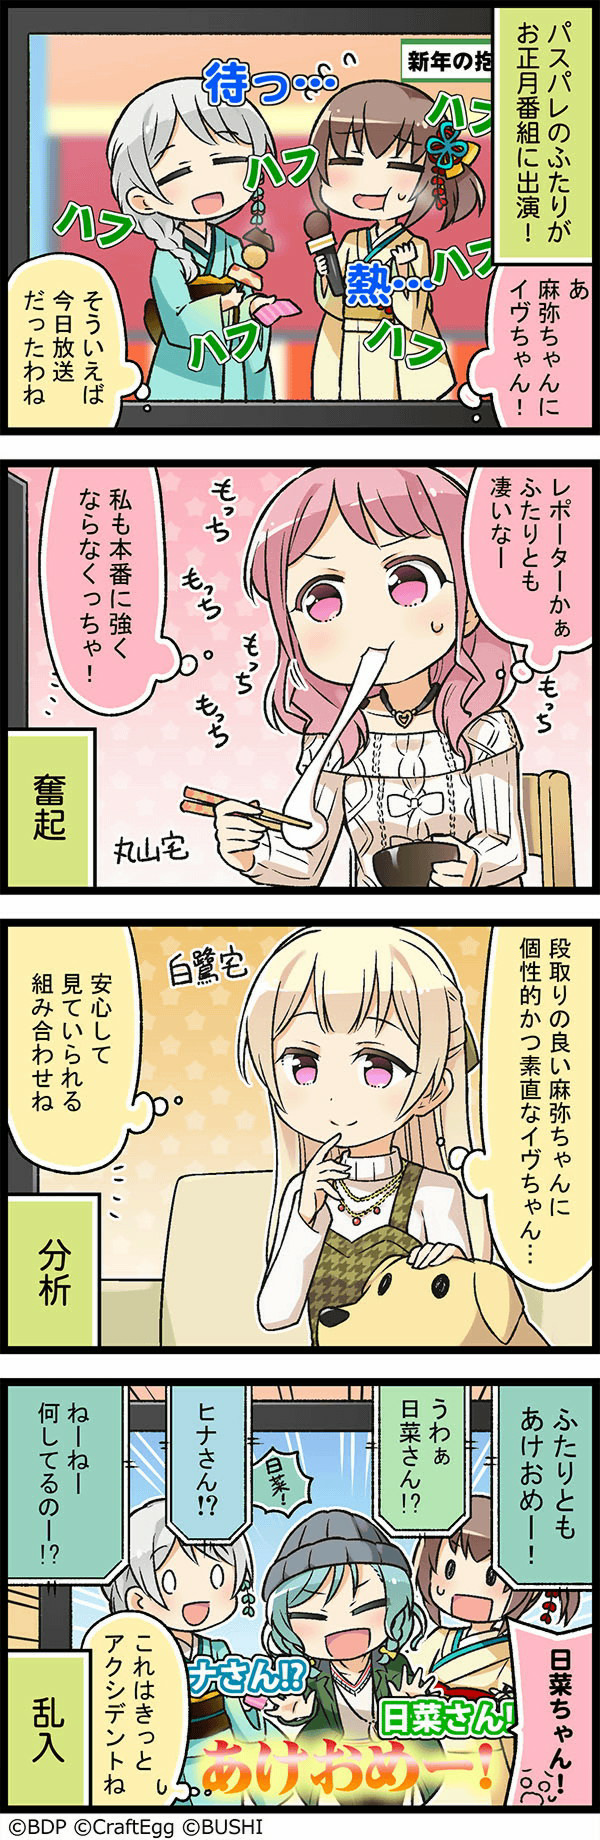 パスパレのふたりが
お正月番組に出演！
新年の抱
待っ…
ハフ
ハフ
ハフ
熱…
ハフ
ハフ
ハフ
あ
麻弥ちゃんに
イヴちゃん！
そういえば
今日放送
だったわね
レポーターかぁ
ふたりとも
凄いなー
もっち
もっち
もっち
もっち
もっち
私も本番に強く
ならなくっちゃ！
奮起
丸山宅
段取りの良い麻弥ちゃんに
個性的かつ素直なイヴちゃん…
白鷺宅
安心して
見ていられる
組み合わせね
分析
ふたりとも
あけおめー！
うわぁ
日菜さん！？
日菜！
ヒナさん！？
ねーねー
何してるのー！？
日菜ちゃん！
ナさん!?
日菜さん!
あけおめー！
これはきっと
アクシデントね
乱入
©BDP ©CraftEgg ©BUSHI